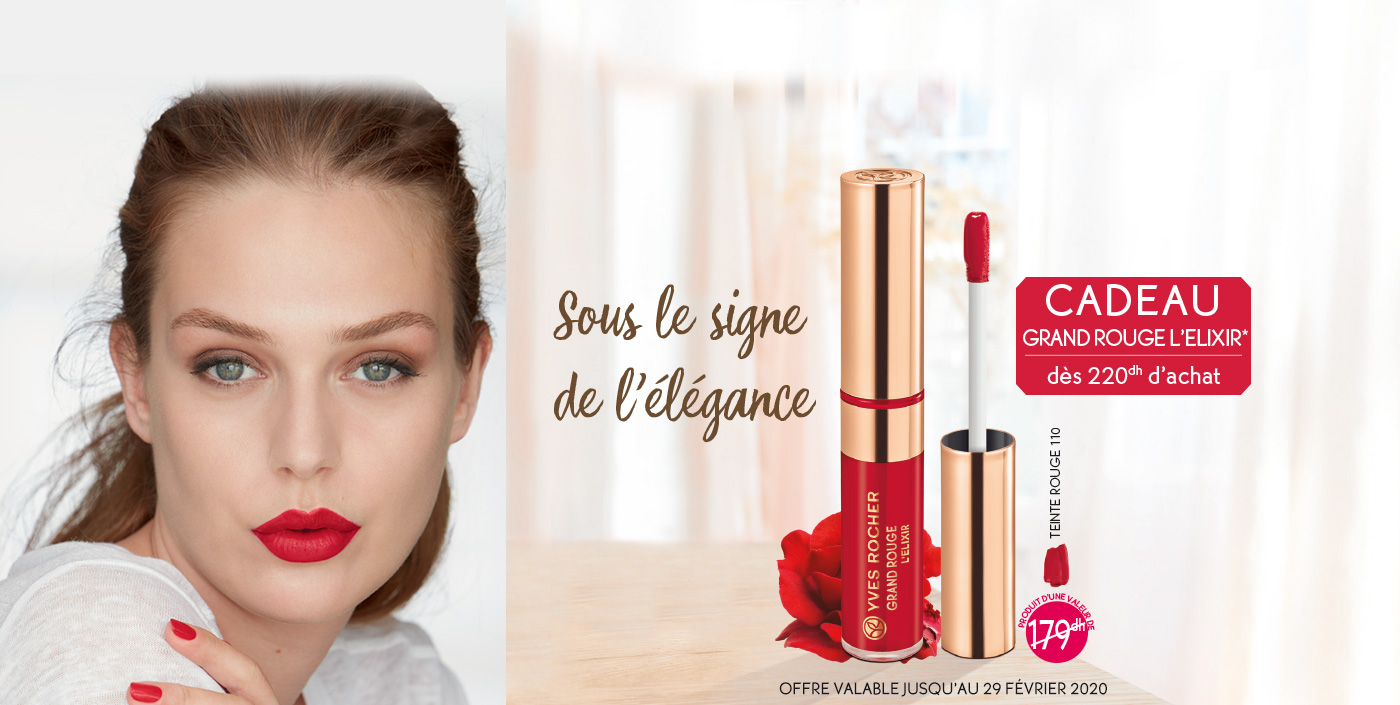 Sous le signe
de l'élégance
CADEAU
GRAND ROUGE L'ELIXIR*
dès 220dh d'achat
TEINTE ROUGE 110
YVES ROCHER
GRAND ROUGE
L'ELIXIR
PRODUIT D'UNE VALEUR DE
179dh
OFFRE VALABLE JUSQU'AU 29 FÉVRIER 2020